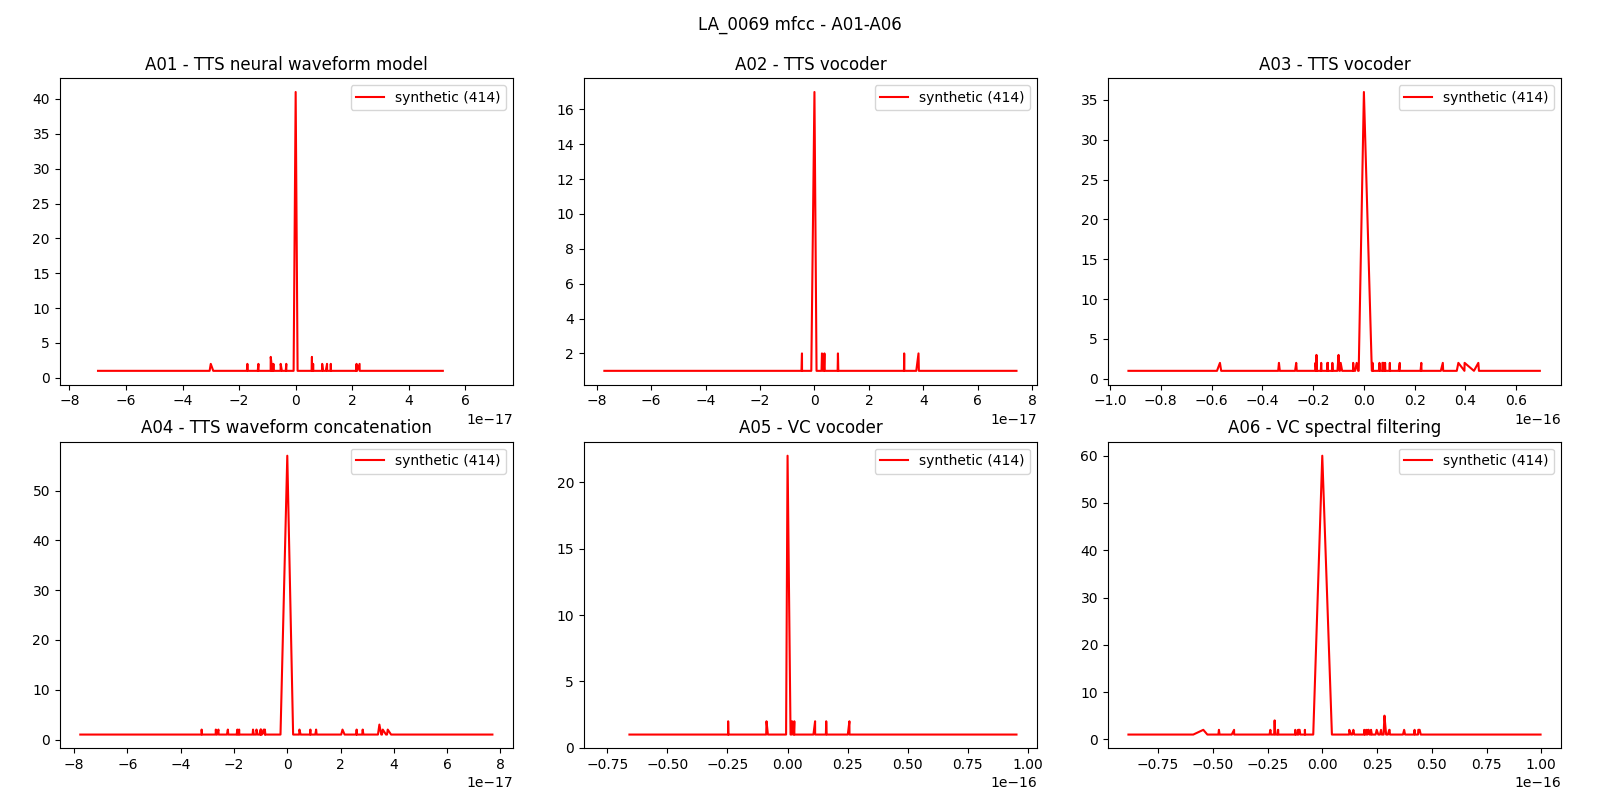 LA_0069 mfcc - A01-A06
A01 - TTS neural waveform model
synthetic (414)
40
35
30
25
20
15
10
5
0
−8 −6 −4 −2 0 2 4 6
1e−17
A02 - TTS vocoder
synthetic (414)
16
14
12
10
8
6
4
2
−8 −6 −4 −2 0 2 4 6 8
1e−17
A03 - TTS vocoder
synthetic (414)
35
30
25
20
15
10
5
0
−1.0 −0.8 −0.6 −0.4 −0.2 0.0 0.2 0.4 0.6
1e−16
A04 - TTS waveform concatenation
synthetic (414)
50
40
30
20
10
0
−8 −6 −4 −2 0 2 4 6 8
1e−17
A05 - VC vocoder
synthetic (414)
20
15
10
5
0
−0.75 −0.50 −0.25 0.00 0.25 0.50 0.75 1.00
1e−16
A06 - VC spectral filtering
synthetic (414)
60
50
40
30
20
10
0
−0.75 −0.50 −0.25 0.00 0.25 0.50 0.75 1.00
1e−16